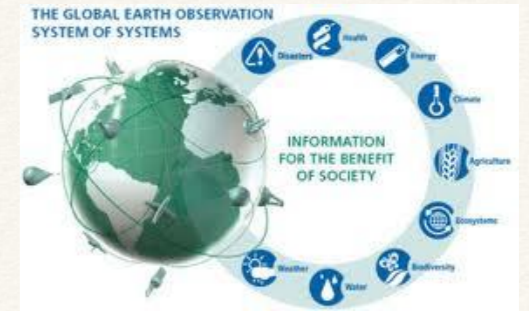 THE GLOBAL EARTH OBSERVATION
SYSTEM OF SYSTEMS
Disasters
Health
Energy
Climate
Agriculture
Ecosystems
Biodiversity
Water
Weather
INFORMATION
FOR THE BENEFIT
OF SOCIETY